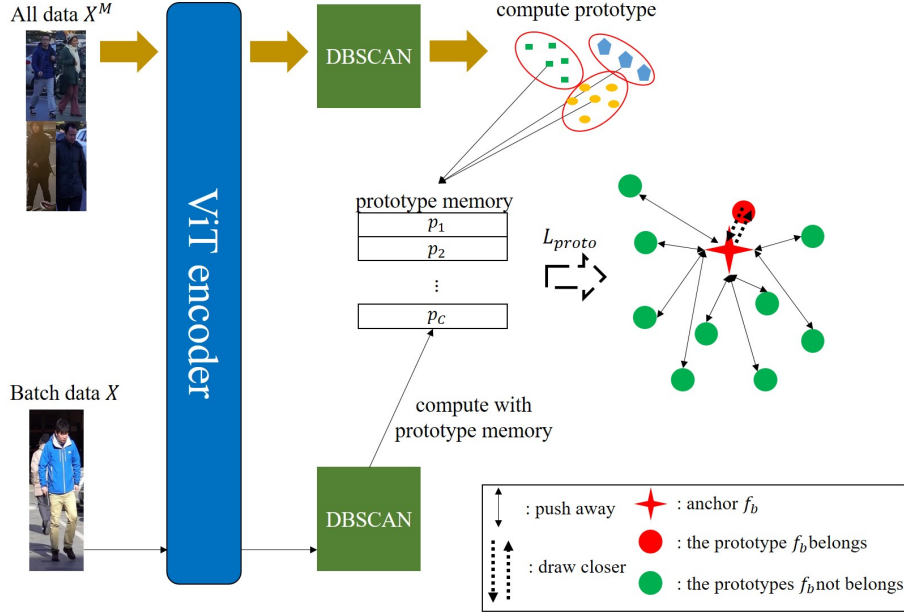 All data X^M
compute prototype
DBSCAN
ViT encoder
prototype memory
p_1
p_2
⋮
p_C
L_proto
Batch data X
compute with
prototype memory
DBSCAN
: push away
: anchor f_b
: the prototype f_b belongs
: draw closer
: the prototypes f_b not belongs